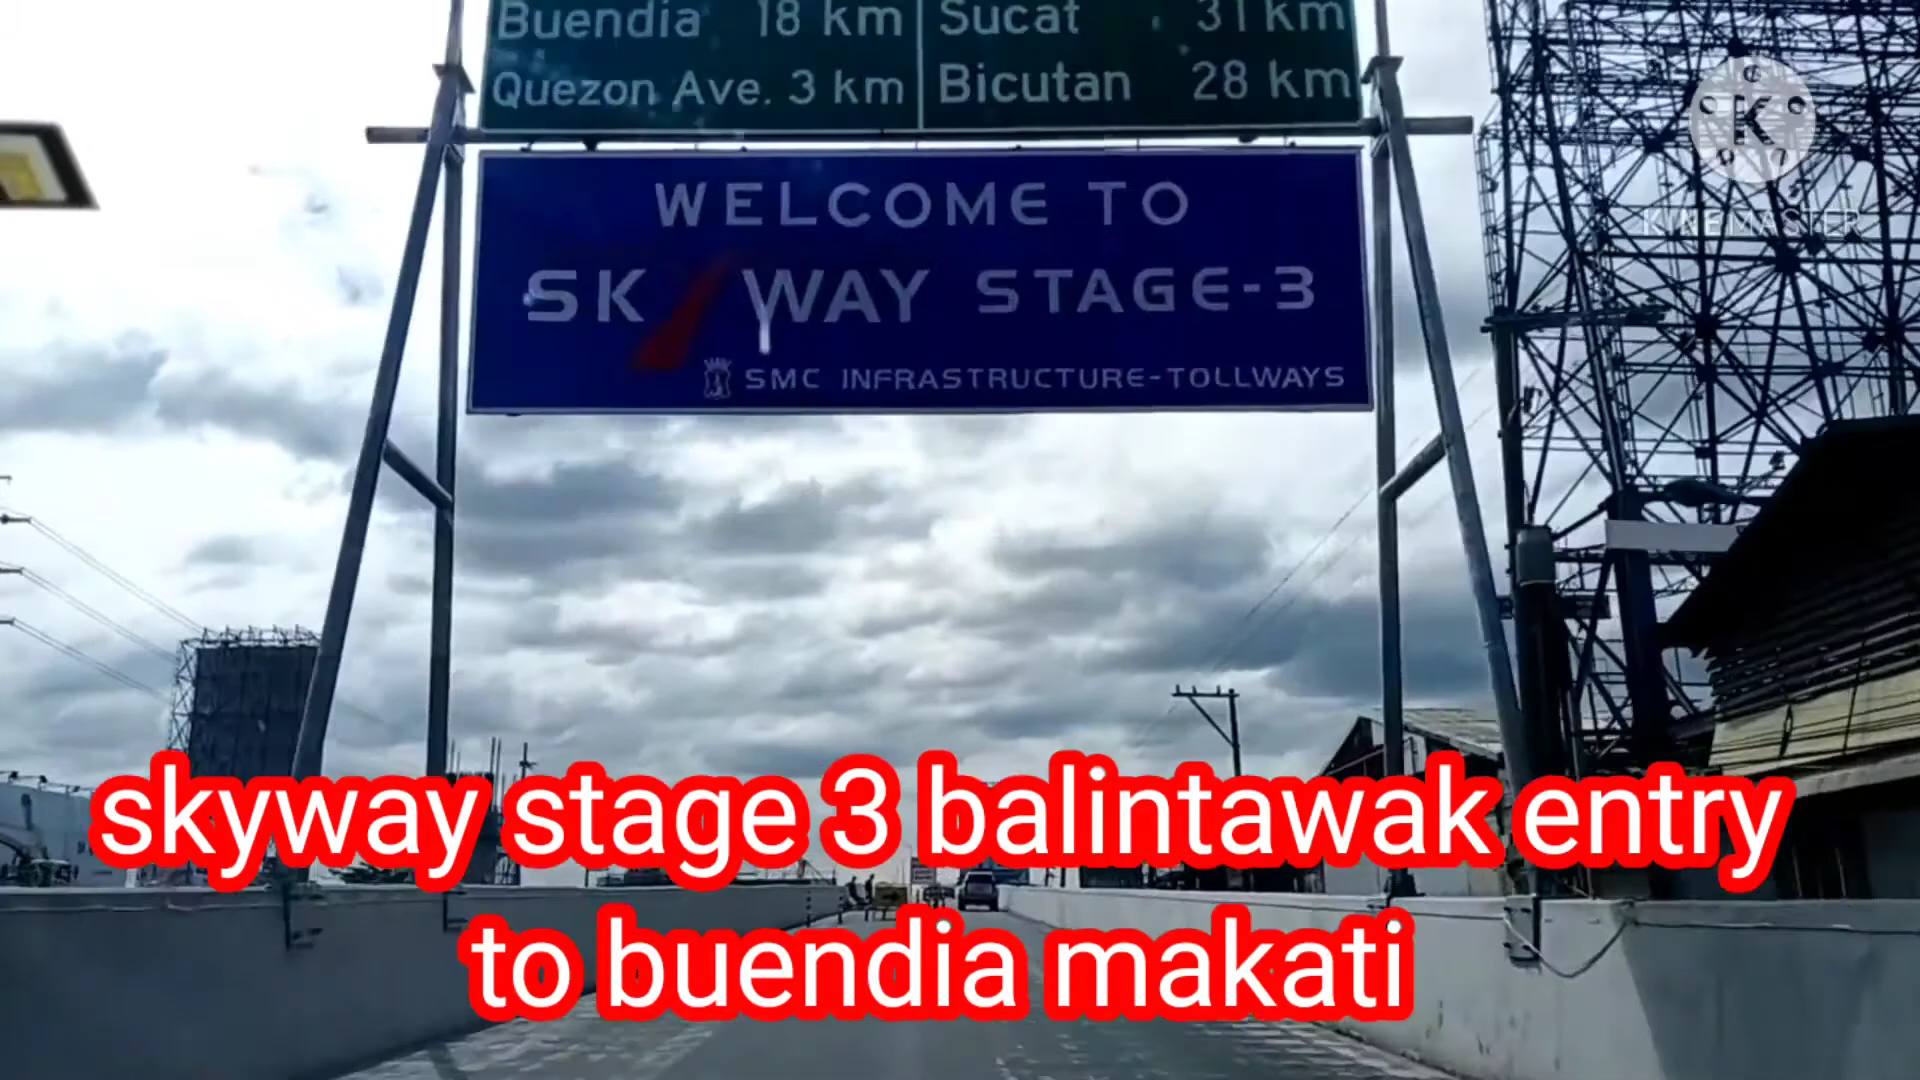 Buendia 18 km Sucat 31 km
Quezon Ave. 3 km Bicutan 28 km
WELCOME TO
SKYWAY STAGE-3
SMC INFRASTRUCTURE-TOLLWAYS
K
KINEMASTER
skyway stage 3 balintawak entry
to buendia makati